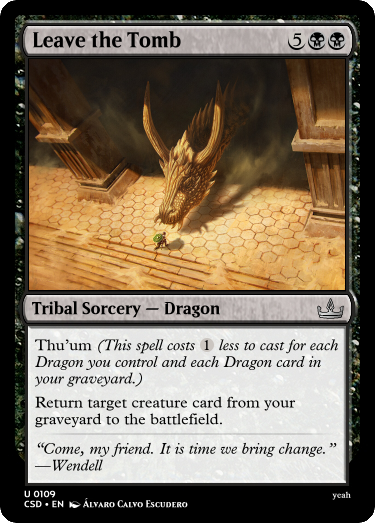 Leave the Tomb 5
Tribal Sorcery — Dragon
Thu'um (This spell costs 1 less to cast for each
Dragon you control and each Dragon card in
your graveyard.)
Return target creature card from your
graveyard to the battlefield.
“Come, my friend. It is time we bring change.”
—Wendell
U 0109
yeah
CSD • EN Álvaro Calvo Escudero